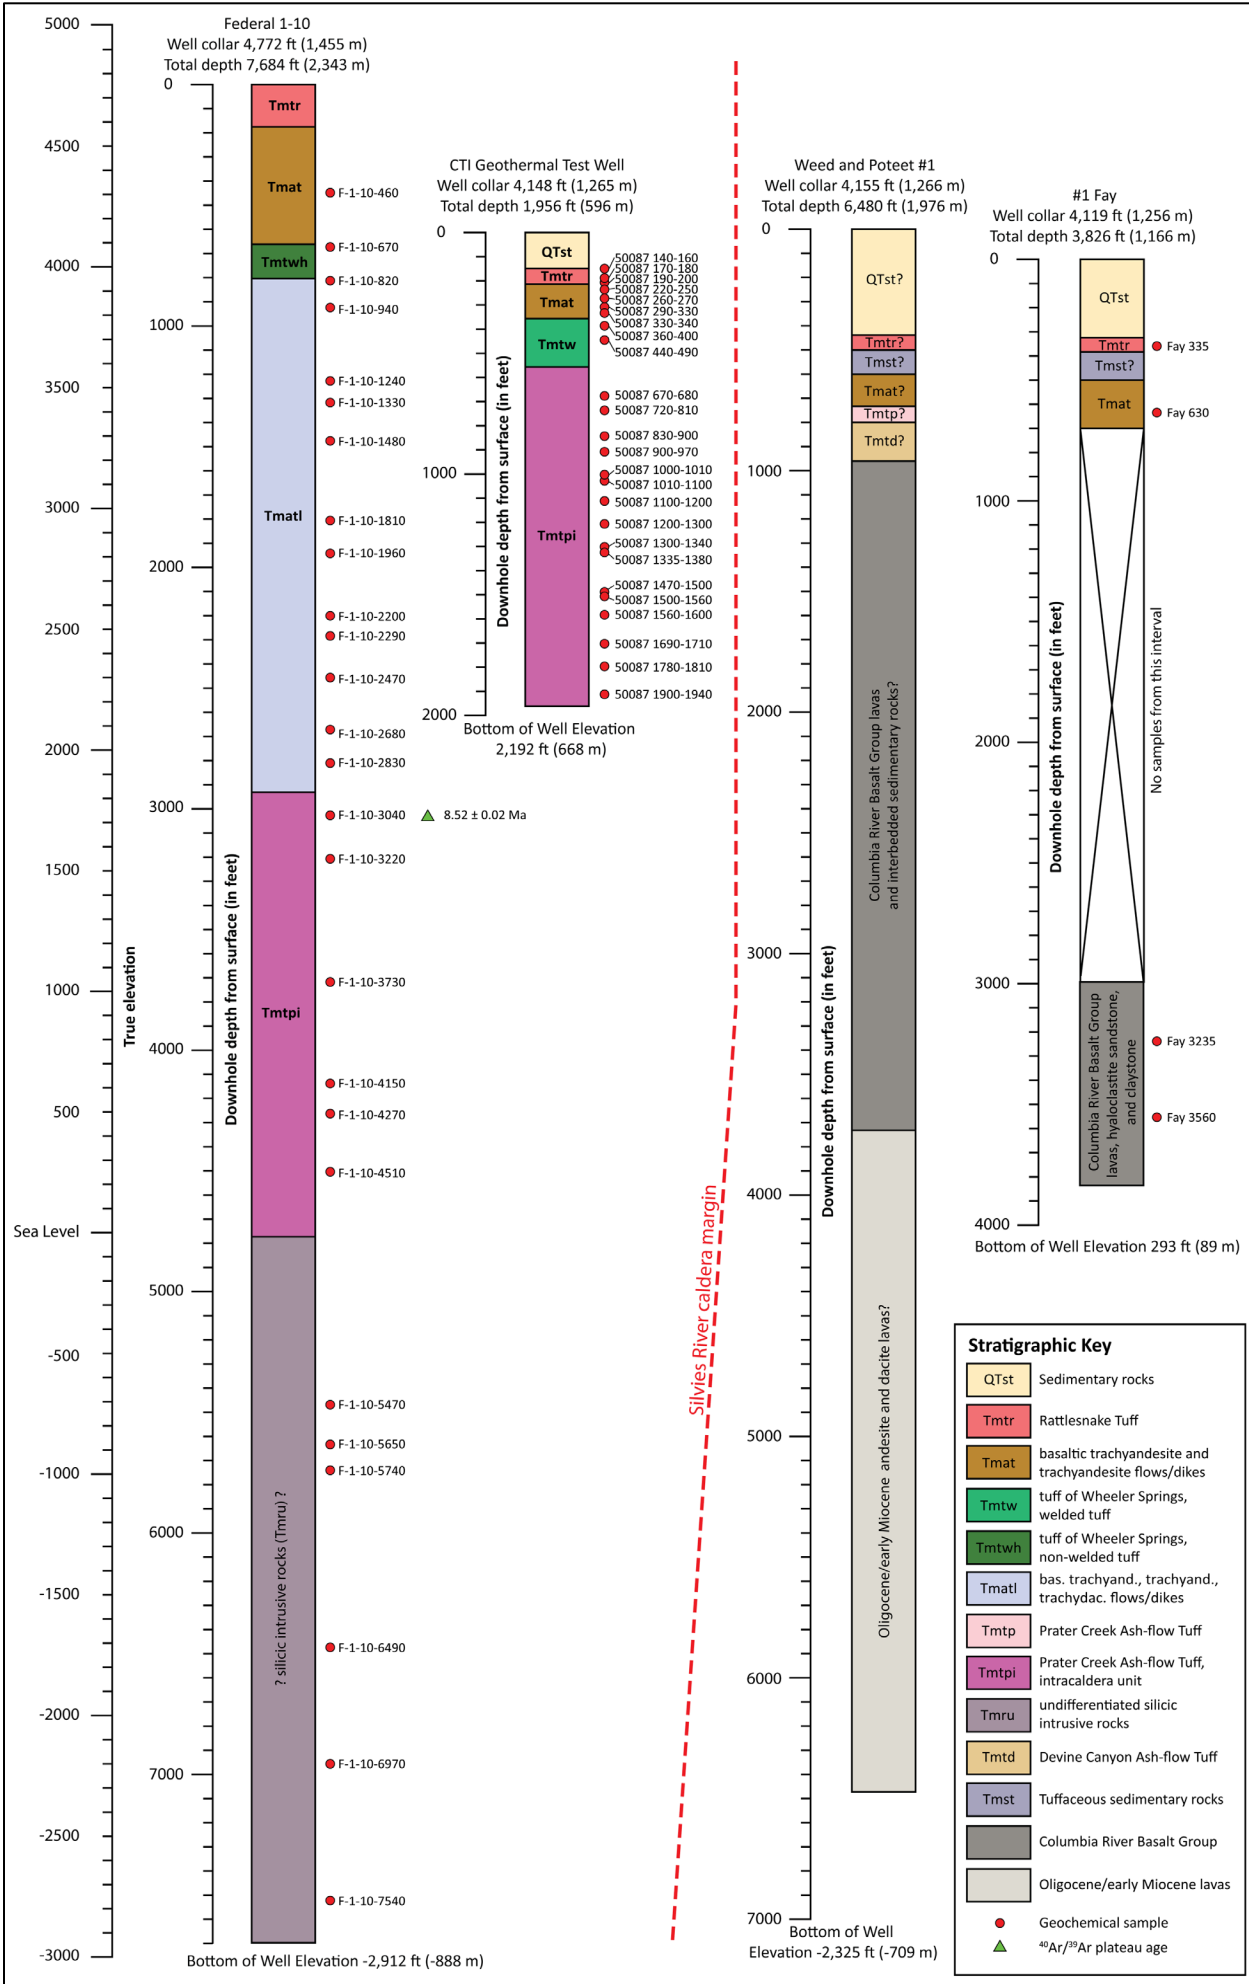 5000
4500
4000
3500
3000
2500
2000
1500
1000
500
Sea Level
-500
-1000
-1500
-2000
-2500
-3000
True elevation
Federal 1-10
Well collar 4,772 ft (1,455 m)
Total depth 7,684 ft (2,343 m)
0
1000
2000
3000
4000
5000
6000
7000
Downhole depth from surface (in feet)
Tmtr
Tmat
Tmtwh
Tmatl
Tmtpi
? silicic intrusive rocks (Tmru) ?
F-1-10-460
F-1-10-670
F-1-10-820
F-1-10-940
F-1-10-1240
F-1-10-1330
F-1-10-1480
F-1-10-1810
F-1-10-1960
F-1-10-2200
F-1-10-2290
F-1-10-2470
F-1-10-2680
F-1-10-2830
F-1-10-3040
8.52 ± 0.02 Ma
F-1-10-3220
F-1-10-3730
F-1-10-4150
F-1-10-4270
F-1-10-4510
F-1-10-5470
F-1-10-5650
F-1-10-5740
F-1-10-6490
F-1-10-6970
F-1-10-7540
Bottom of Well Elevation -2,912 ft (-888 m)
CTI Geothermal Test Well
Well collar 4,148 ft (1,265 m)
Total depth 1,956 ft (596 m)
0
1000
2000
Downhole depth from surface (in feet)
QTst
Tmtr
Tmat
Tmtw
Tmtpi
50087 140-160
50087 170-180
50087 190-200
50087 220-250
50087 260-270
50087 290-330
50087 330-340
50087 360-400
50087 440-490
50087 670-680
50087 720-810
50087 830-900
50087 900-970
50087 1000-1010
50087 1010-1100
50087 1100-1200
50087 1200-1300
50087 1300-1340
50087 1335-1380
50087 1470-1500
50087 1500-1560
50087 1560-1600
50087 1690-1710
50087 1780-1810
50087 1900-1940
Bottom of Well Elevation
2,192 ft (668 m)
Silvies River caldera margin
Weed and Poteet #1
Well collar 4,155 ft (1,266 m)
Total depth 6,480 ft (1,976 m)
0
1000
2000
3000
4000
5000
6000
7000
Downhole depth from surface (in feet)
QTst?
Tmtr?
Tmst?
Tmat?
Tmtp?
Tmtd?
Columbia River Basalt Group lavas
and interbedded sedimentary rocks?
Oligocene/early Miocene andesite and dacite lavas?
Bottom of Well
Elevation -2,325 ft (-709 m)
#1 Fay
Well collar 4,119 ft (1,256 m)
Total depth 3,826 ft (1,166 m)
0
1000
2000
3000
4000
Downhole depth from surface (in feet)
QTst
Tmtr
Tmst?
Tmat
No samples from this interval
Columbia River Basalt Group
lavas, hyaloclastite sandstone,
and claystone
Fay 335
Fay 630
Fay 3235
Fay 3560
Bottom of Well Elevation 293 ft (89 m)
Stratigraphic Key
QTst Sedimentary rocks
Tmtr Rattlesnake Tuff
Tmat basaltic trachyandesite and
trachyandesite flows/dikes
Tmtw tuff of Wheeler Springs,
welded tuff
Tmtwh tuff of Wheeler Springs,
non-welded tuff
Tmatl bas. trachyand., trachyand.,
trachydac. flows/dikes
Tmtp Prater Creek Ash-flow Tuff
Tmtpi Prater Creek Ash-flow Tuff,
intracaldera unit
Tmru undifferentiated silicic
intrusive rocks
Tmtd Devine Canyon Ash-flow Tuff
Tmst Tuffaceous sedimentary rocks
Columbia River Basalt Group
Oligocene/early Miocene lavas
Geochemical sample
⁴⁰Ar/³⁹Ar plateau age